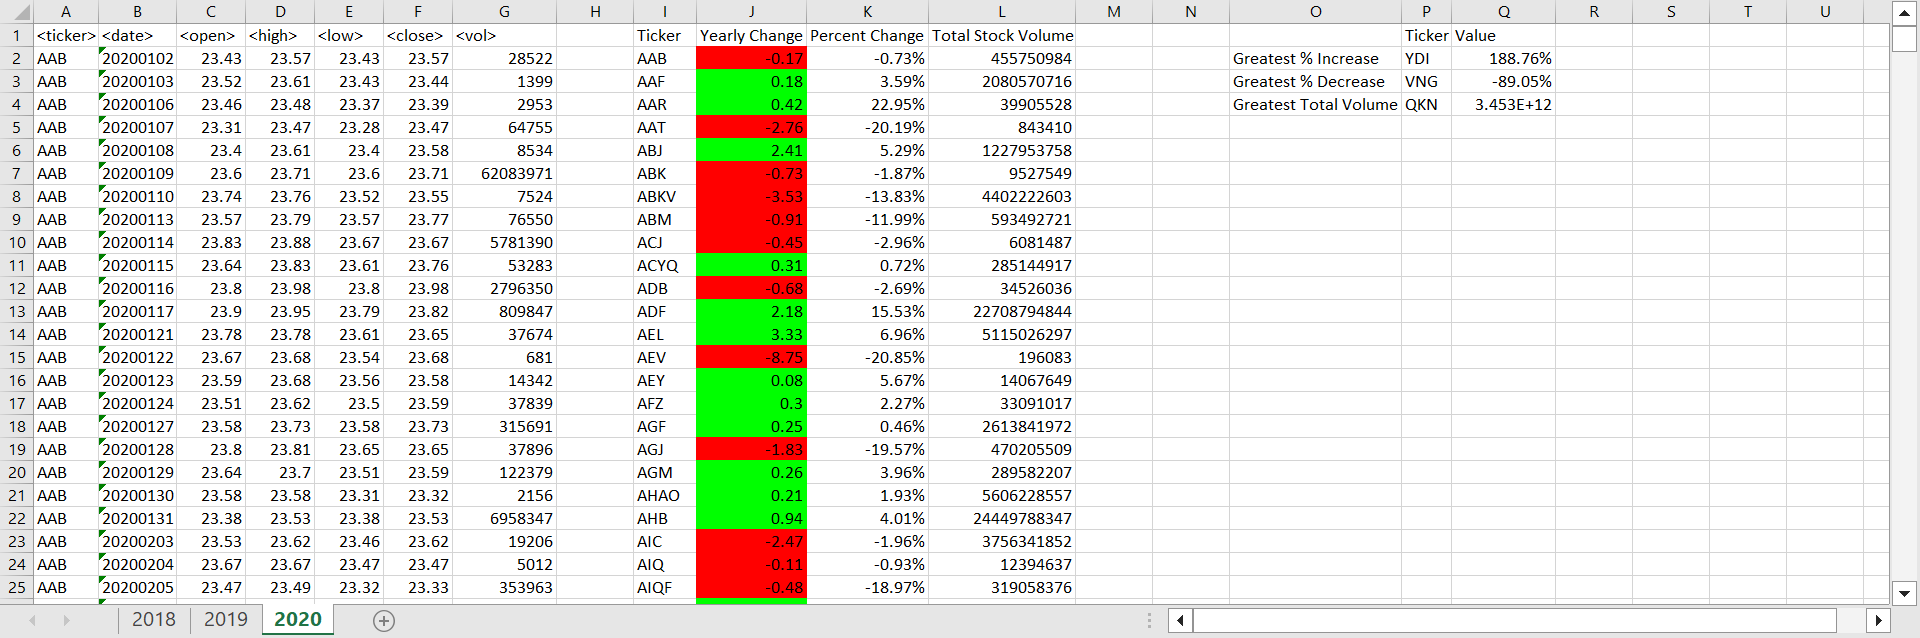 A B C D E F G H I J K L M N O P Q R S T U
1 <ticker> <date> <open> <high> <low> <close> <vol> Ticker Yearly Change Percent Change Total Stock Volume Ticker Value
2 AAB 20200102 23.43 23.57 23.43 23.57 28522 AAB -0.17 -0.73% 455750984 Greatest % Increase YDI 188.76%
3 AAB 20200103 23.52 23.61 23.43 23.44 1399 AAF 0.18 3.59% 2080570716 Greatest % Decrease VNG -89.05%
4 AAB 20200106 23.46 23.48 23.37 23.39 2953 AAR 0.42 22.95% 39905528 Greatest Total Volume QKN 3.453E+12
5 AAB 20200107 23.31 23.47 23.28 23.47 64755 AAT -2.76 -20.19% 843410
6 AAB 20200108 23.4 23.61 23.4 23.58 8534 ABJ 2.41 5.29% 1227953758
7 AAB 20200109 23.6 23.71 23.6 23.71 62083971 ABK -0.73 -1.87% 9527549
8 AAB 20200110 23.74 23.76 23.52 23.55 7524 ABKV -3.53 -13.83% 4402222603
9 AAB 20200113 23.57 23.79 23.57 23.77 76550 ABM -0.91 -11.99% 593492721
10 AAB 20200114 23.83 23.88 23.67 23.67 5781390 ACJ -0.45 -2.96% 6081487
11 AAB 20200115 23.64 23.83 23.61 23.76 53283 ACYQ 0.31 0.72% 285144917
12 AAB 20200116 23.8 23.98 23.8 23.98 2796350 ADB -0.68 -2.69% 34526036
13 AAB 20200117 23.9 23.95 23.79 23.82 809847 ADF 2.18 15.53% 22708794844
14 AAB 20200121 23.78 23.78 23.61 23.65 37674 AEL 3.33 6.96% 5115026297
15 AAB 20200122 23.67 23.68 23.54 23.68 681 AEV -8.75 -20.85% 196083
16 AAB 20200123 23.59 23.68 23.56 23.58 14342 AEY 0.08 5.67% 14067649
17 AAB 20200124 23.51 23.62 23.5 23.59 37839 AFZ 0.3 2.27% 33091017
18 AAB 20200127 23.58 23.73 23.58 23.73 315691 AGF 0.25 0.46% 2613841972
19 AAB 20200128 23.8 23.81 23.65 23.65 37896 AGJ -1.83 -19.57% 470205509
20 AAB 20200129 23.64 23.7 23.51 23.59 122379 AGM 0.26 3.96% 289582207
21 AAB 20200130 23.58 23.58 23.31 23.32 2156 AHAO 0.21 1.93% 5606228557
22 AAB 20200131 23.38 23.53 23.38 23.53 6958347 AHB 0.94 4.01% 24449788347
23 AAB 20200203 23.53 23.62 23.46 23.62 19206 AIC -2.47 -1.96% 3756341852
24 AAB 20200204 23.67 23.67 23.47 23.47 5012 AIQ -0.11 -0.93% 12394637
25 AAB 20200205 23.47 23.49 23.32 23.33 353963 AIQF -0.48 -18.97% 319058376
2018 2019 2020